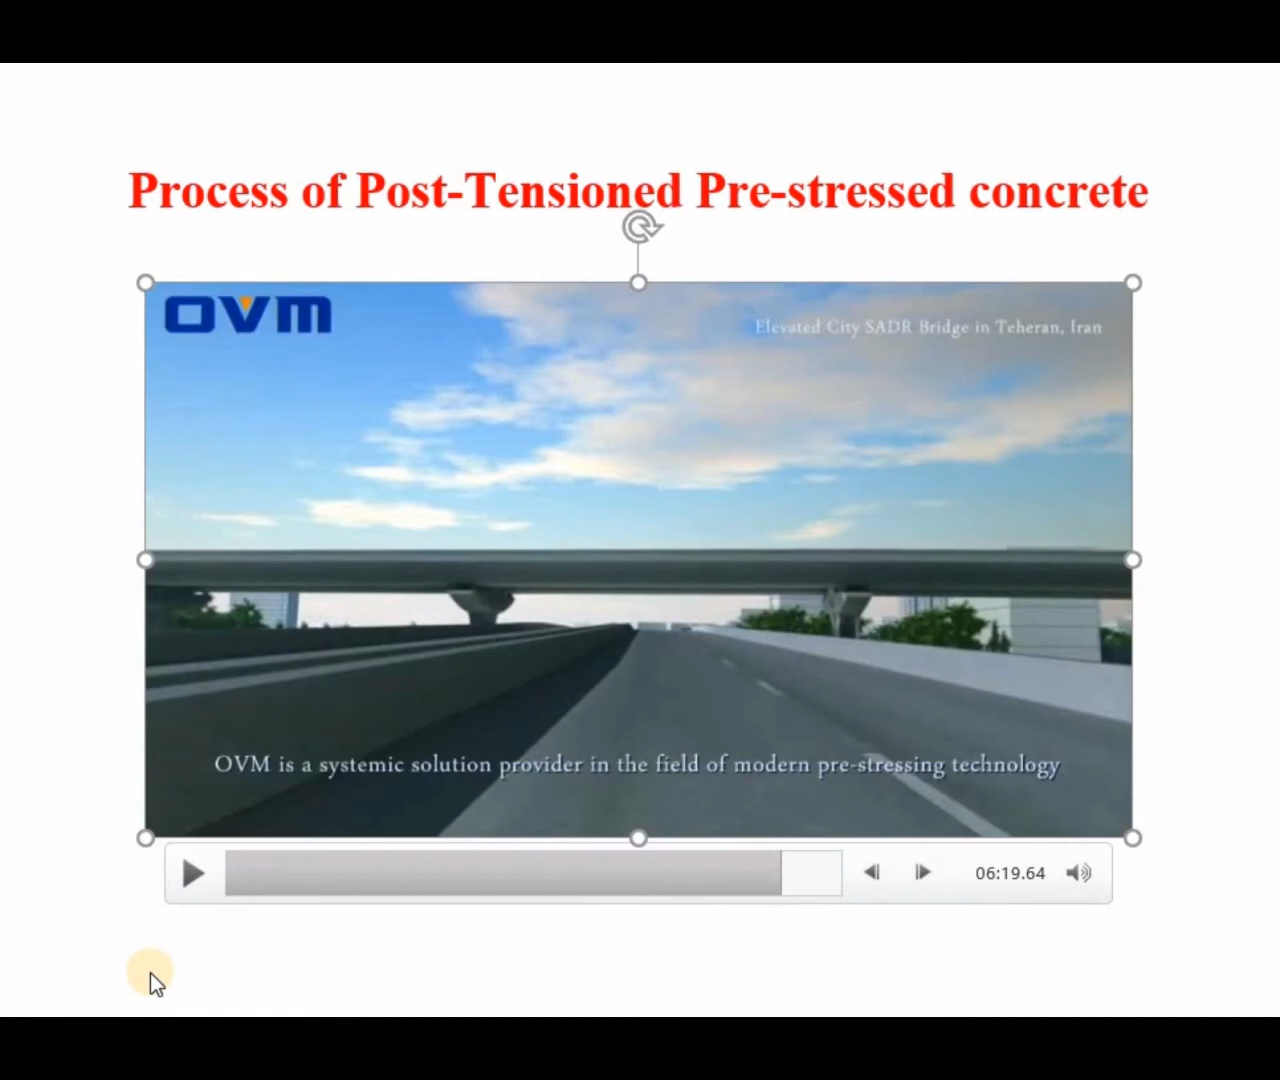 Process of Post-Tensioned Pre-stressed concrete
OVM
Elevated City SADR Bridge in Teheran, Iran
OVM is a systemic solution provider in the field of modern pre-stressing technology
06:19.64